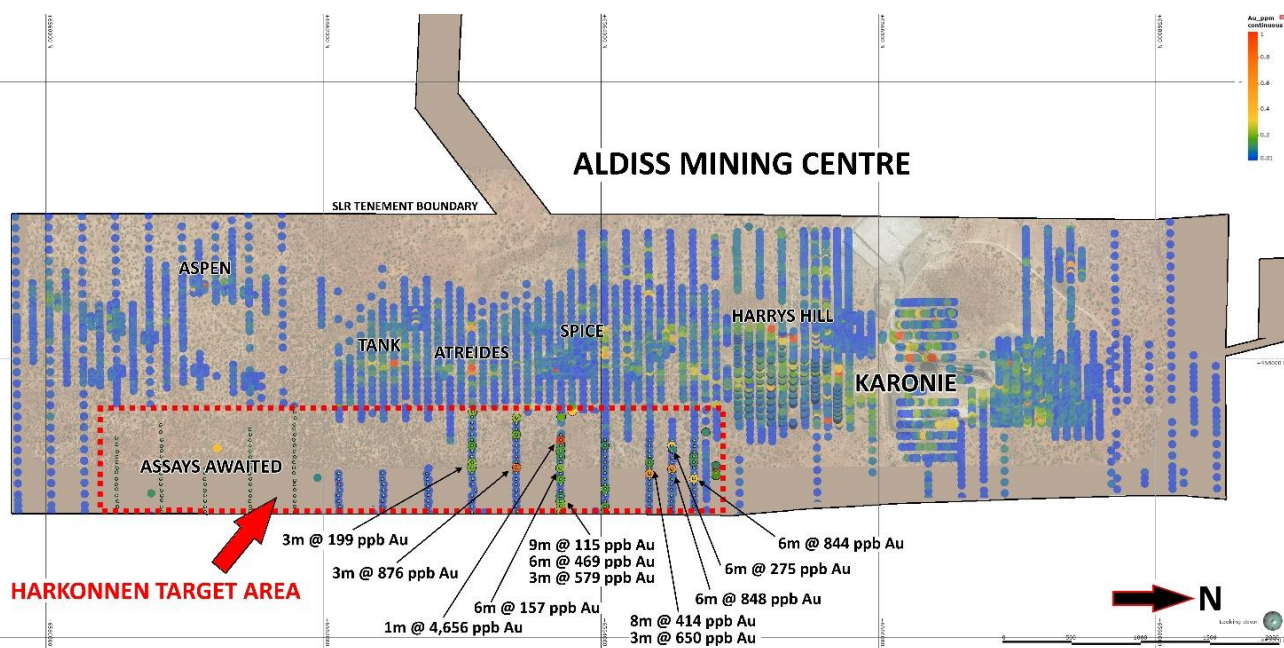 Au_ppm
continuous
1
0.8
0.6
0.4
0.2
0.01
ALDISS MINING CENTRE
SLR TENEMENT BOUNDARY
ASPEN
TANK
ATREIDES
SPICE
HARRYS HILL
KARONIE
ASSAYS AWAITED
HARKONNEN TARGET AREA
3m @ 199 ppb Au
3m @ 876 ppb Au
1m @ 4,656 ppb Au
6m @ 157 ppb Au
9m @ 115 ppb Au
6m @ 469 ppb Au
3m @ 579 ppb Au
8m @ 414 ppb Au
3m @ 650 ppb Au
6m @ 848 ppb Au
6m @ 275 ppb Au
6m @ 844 ppb Au
N
Looking down
0
500
1000
1500